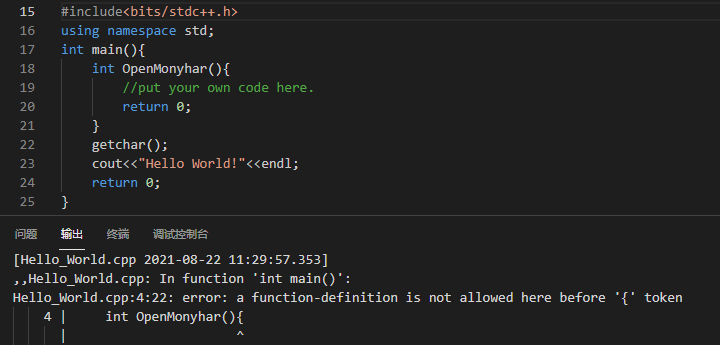 15 #include<bits/stdc++.h>
16 using namespace std;
17 int main(){
18     int OpenMonyhar(){
19         //put your own code here.
20         return 0;
21     }
22     getchar();
23     cout<<"Hello World!"<<endl;
24     return 0;
25 }
问题 输出 终端 调试控制台
[Hello_World.cpp 2021-08-22 11:29:57.353]
,,Hello_World.cpp: In function 'int main()':
Hello_World.cpp:4:22: error: a function-definition is not allowed here before '{' token
    4 |     int OpenMonyhar(){
      |                      ^